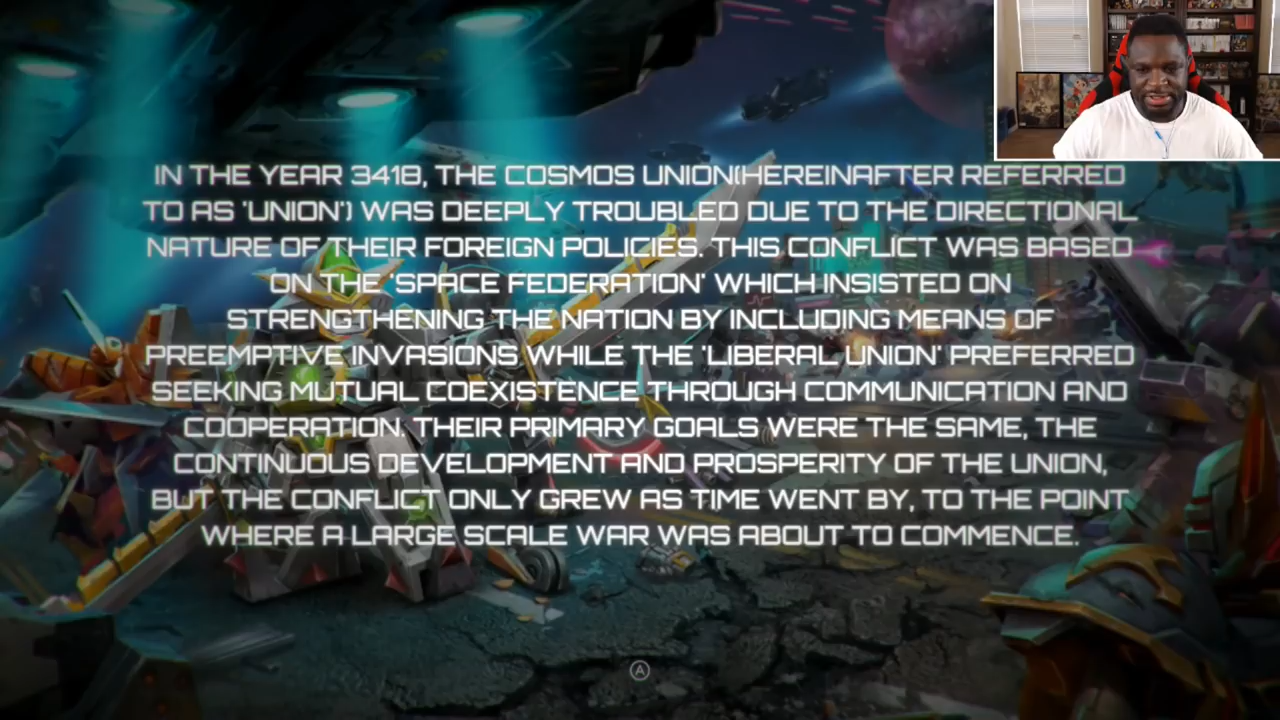 IN THE YEAR 3418, THE COSMOS UNION(HEREINAFTER REFERRED
TO AS 'UNION') WAS DEEPLY TROUBLED DUE TO THE DIRECTIONAL
NATURE OF THEIR FOREIGN POLICIES. THIS CONFLICT WAS BASED
ON THE 'SPACE FEDERATION' WHICH INSISTED ON
STRENGTHENING THE NATION BY INCLUDING MEANS OF
PREEMPTIVE INVASIONS WHILE THE 'LIBERAL UNION' PREFERRED
SEEKING MUTUAL COEXISTENCE THROUGH COMMUNICATION AND
COOPERATION. THEIR PRIMARY GOALS WERE THE SAME, THE
CONTINUOUS DEVELOPMENT AND PROSPERITY OF THE UNION,
BUT THE CONFLICT ONLY GREW AS TIME WENT BY, TO THE POINT
WHERE A LARGE SCALE WAR WAS ABOUT TO COMMENCE.
A